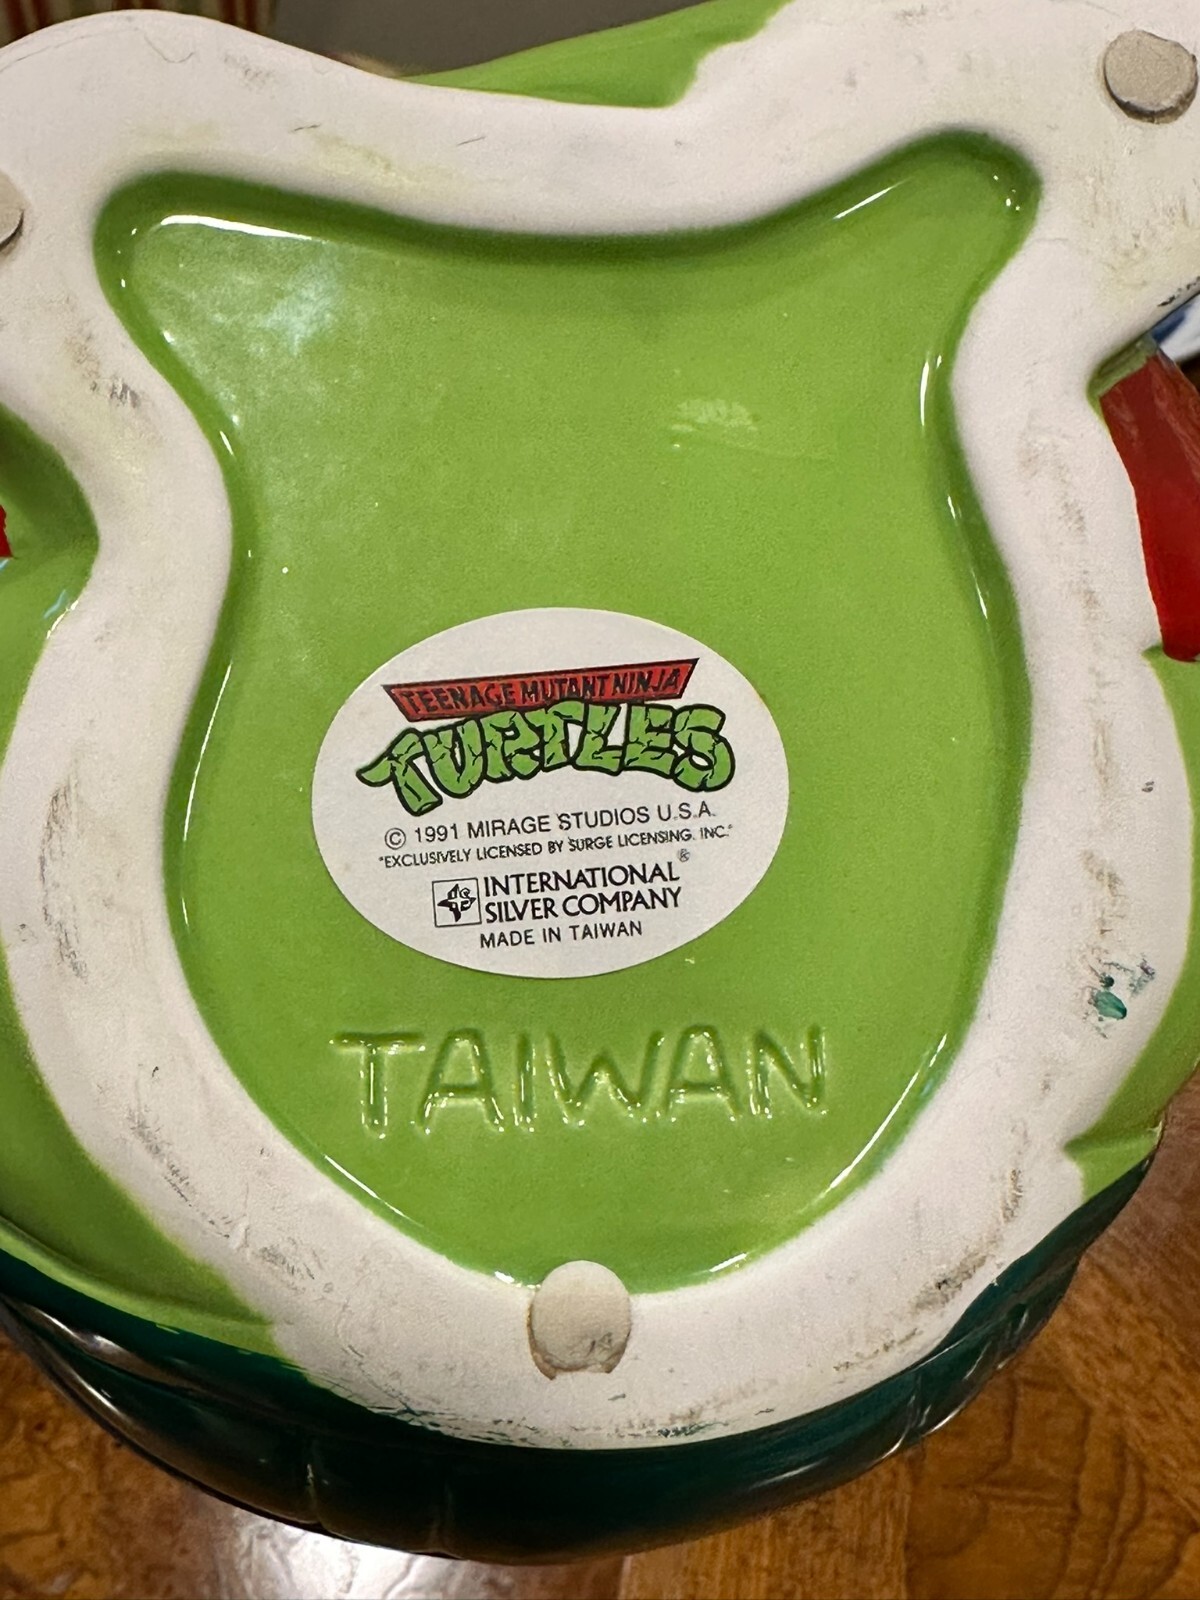 TEENAGE MUTANT NINJA
TURTLES
© 1991 MIRAGE STUDIOS U.S.A.
"EXCLUSIVELY LICENSED BY SURGE LICENSING, INC."
INTERNATIONAL®
SILVER COMPANY
MADE IN TAIWAN
TAIWAN